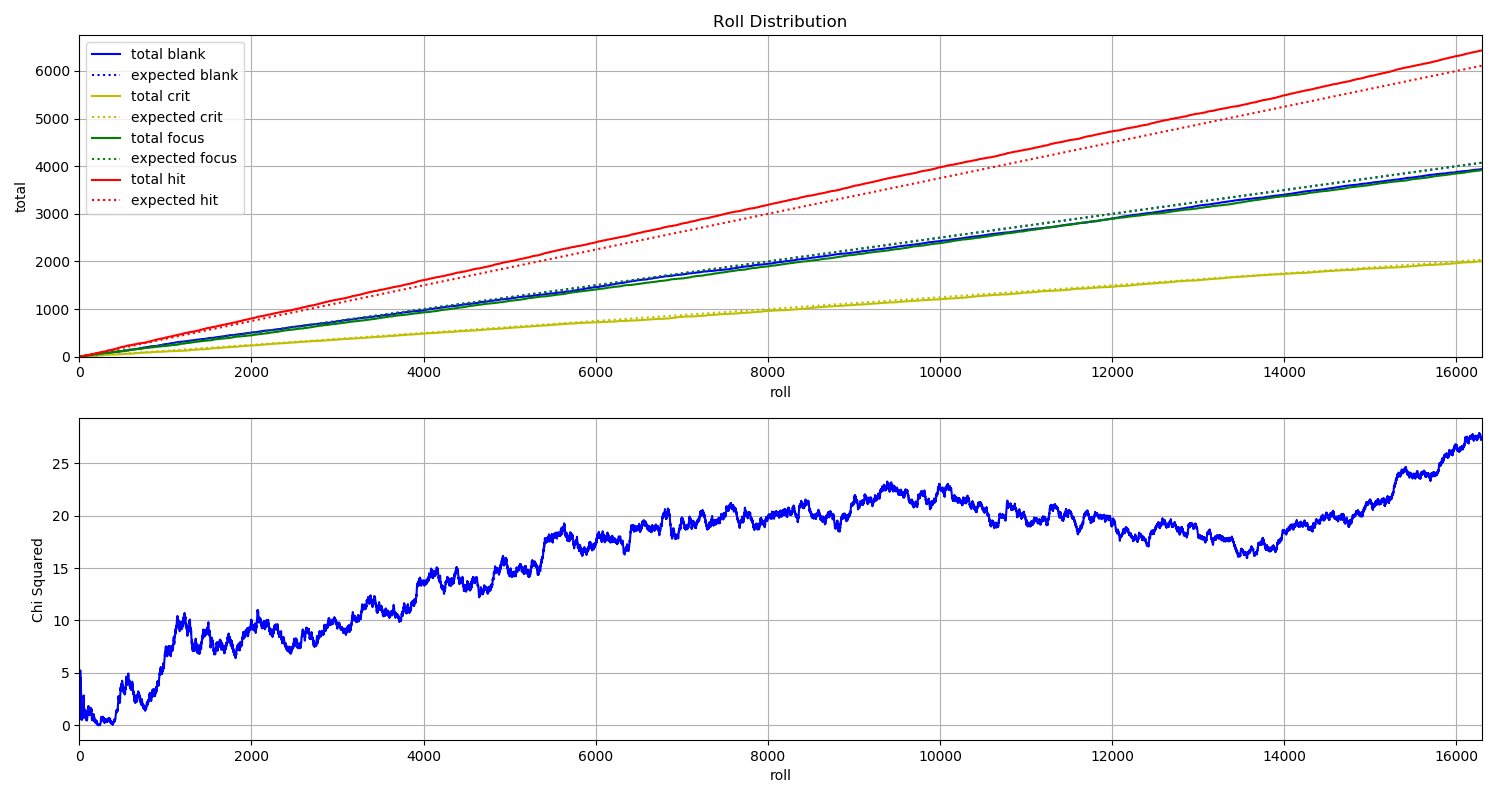 Roll Distribution
total blank
expected blank
total crit
expected crit
total focus
expected focus
total hit
expected hit
total
6000
5000
4000
3000
2000
1000
0
0 2000 4000 6000 8000 10000 12000 14000 16000
roll
Chi Squared
25
20
15
10
5
0
0 2000 4000 6000 8000 10000 12000 14000 16000
roll